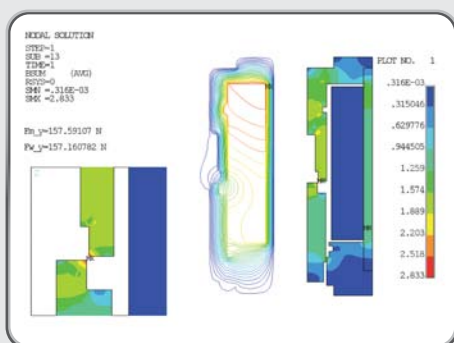 NODAL SOLUTION
STEP=1
SUB =13
TIME=1
BSUM (AVG)
RSYS=0
SMN =.316E-03
SMX =2.833
Fm_y=157.59107 N
Fw_y=157.160782 N
PLOT NO. 1
.316E-03
.315046
.629776
.944505
1.259
1.574
1.889
2.203
2.518
2.833